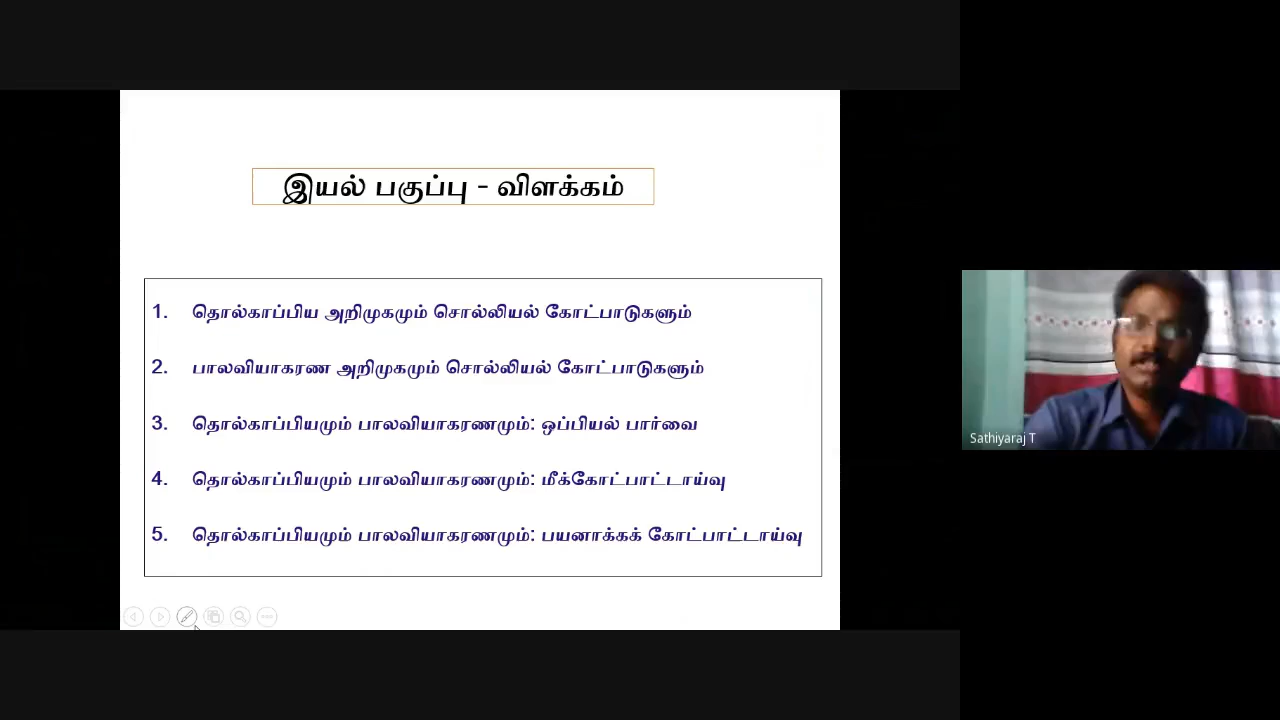 இயல் பகுப்பு - விளக்கம்
1. தொல்காப்பிய அறிமுகமும் சொல்லியல் கோட்பாடுகளும்
2. பாலவியாகரண அறிமுகமும் சொல்லியல் கோட்பாடுகளும்
3. தொல்காப்பியமும் பாலவியாகரணமும்: ஒப்பியல் பார்வை
4. தொல்காப்பியமும் பாலவியாகரணமும்: மீக்கோட்பாட்டாய்வு
5. தொல்காப்பியமும் பாலவியாகரணமும்: பயனாக்கக் கோட்பாட்டாய்வு
Sathiyaraj T